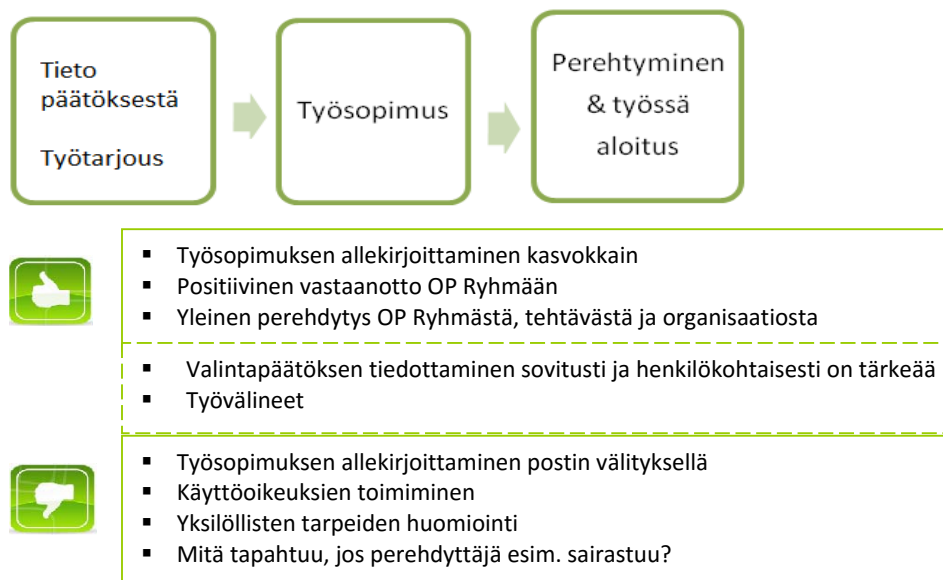 Tieto
päätöksestä
Työtarjous
Työsopimus
Perehtyminen
& työssä
aloitus
▪ Työsopimuksen allekirjoittaminen kasvokkain
▪ Positiivinen vastaanotto OP Ryhmään
▪ Yleinen perehdytys OP Ryhmästä, tehtävästä ja organisaatiosta
▪ Valintapäätöksen tiedottaminen sovitusti ja henkilökohtaisesti on tärkeää
▪ Työvälineet
▪ Työsopimuksen allekirjoittaminen postin välityksellä
▪ Käyttöoikeuksien toimiminen
▪ Yksilöllisten tarpeiden huomiointi
▪ Mitä tapahtuu, jos perehdyttäjä esim. sairastuu?